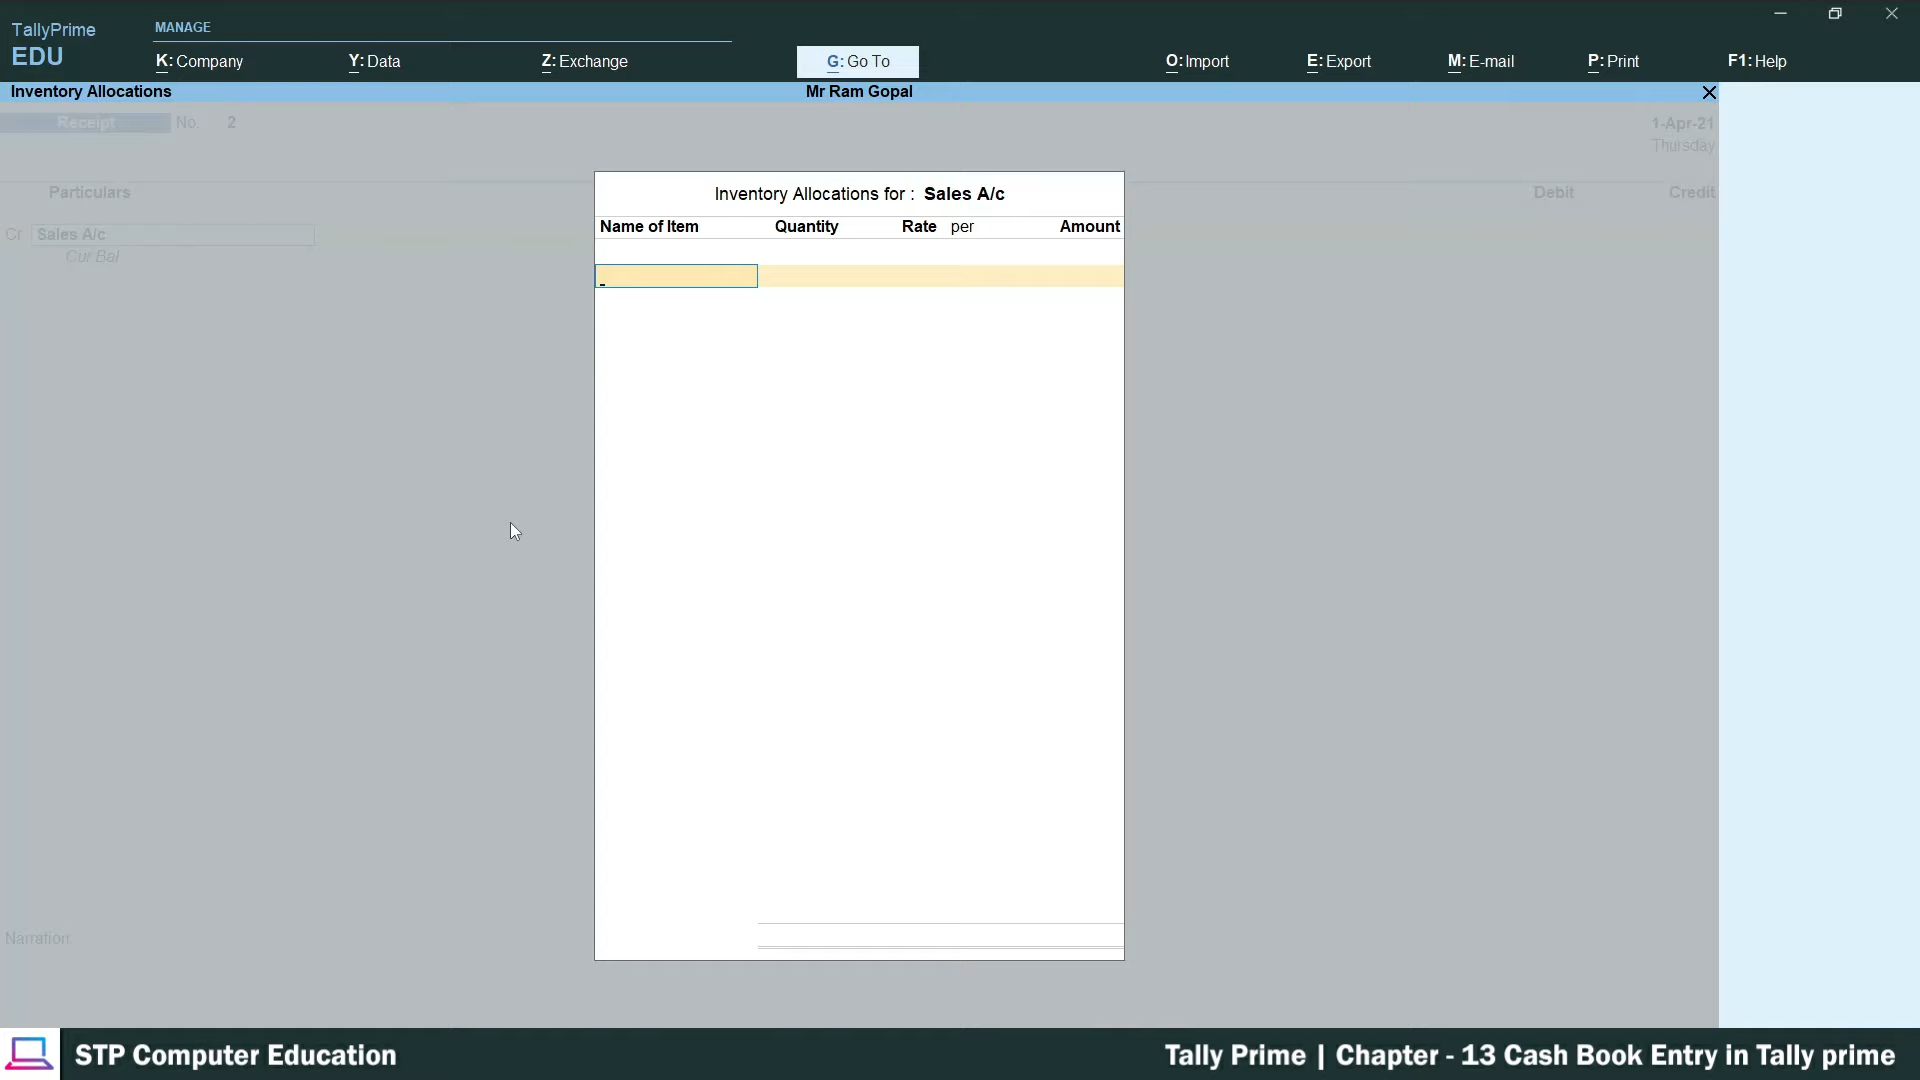 TallyPrime
EDU
MANAGE
K: Company
Y: Data
Z: Exchange
G: Go To
O: Import
E: Export
M: E-mail
P: Print
F1: Help
Inventory Allocations
Mr Ram Gopal
Receipt No. 2
1-Apr-21
Thursday
Particulars
Debit
Credit
Cr Sales A/c
Cur Bal
Inventory Allocations for : Sales A/c
Name of Item Quantity Rate per Amount
Narration:
STP Computer Education
Tally Prime | Chapter - 13 Cash Book Entry in Tally prime